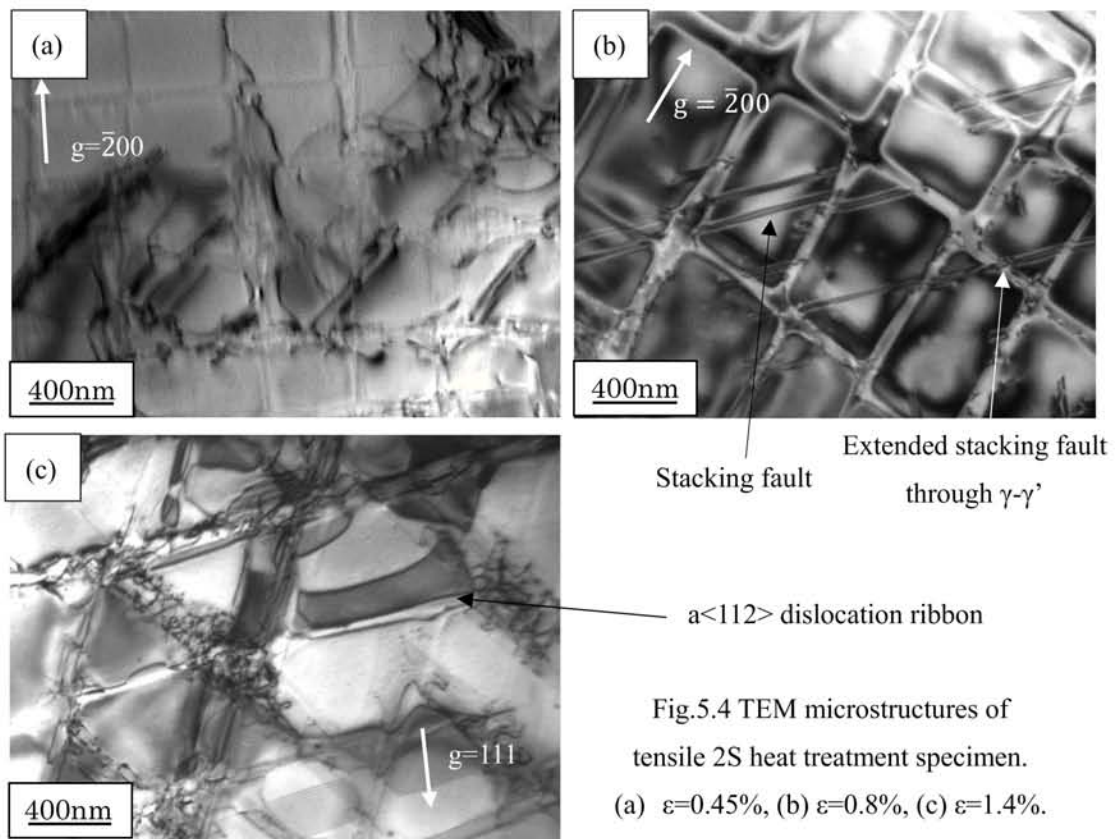 (a)
g=2̄00
400nm
(b)
g = 2̄00
400nm
Stacking fault
Extended stacking fault
through γ-γ’
(c)
g=111
400nm
a<112> dislocation ribbon
Fig.5.4 TEM microstructures of
tensile 2S heat treatment specimen.
(a) ε=0.45%, (b) ε=0.8%, (c) ε=1.4%.